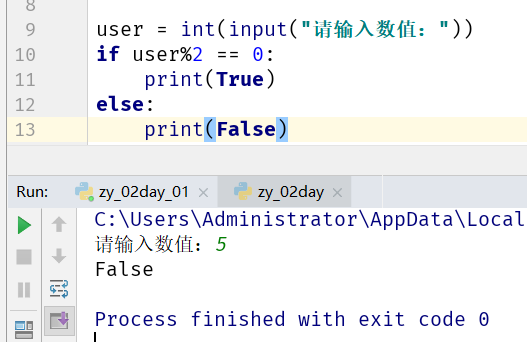 8
9 user = int(input("请输入数值："))
10 if user%2 == 0:
11     print(True)
12 else:
13     print(False)
Run: zy_02day_01 × zy_02day ×
C:\Users\Administrator\AppData\Local
请输入数值：5
False
Process finished with exit code 0